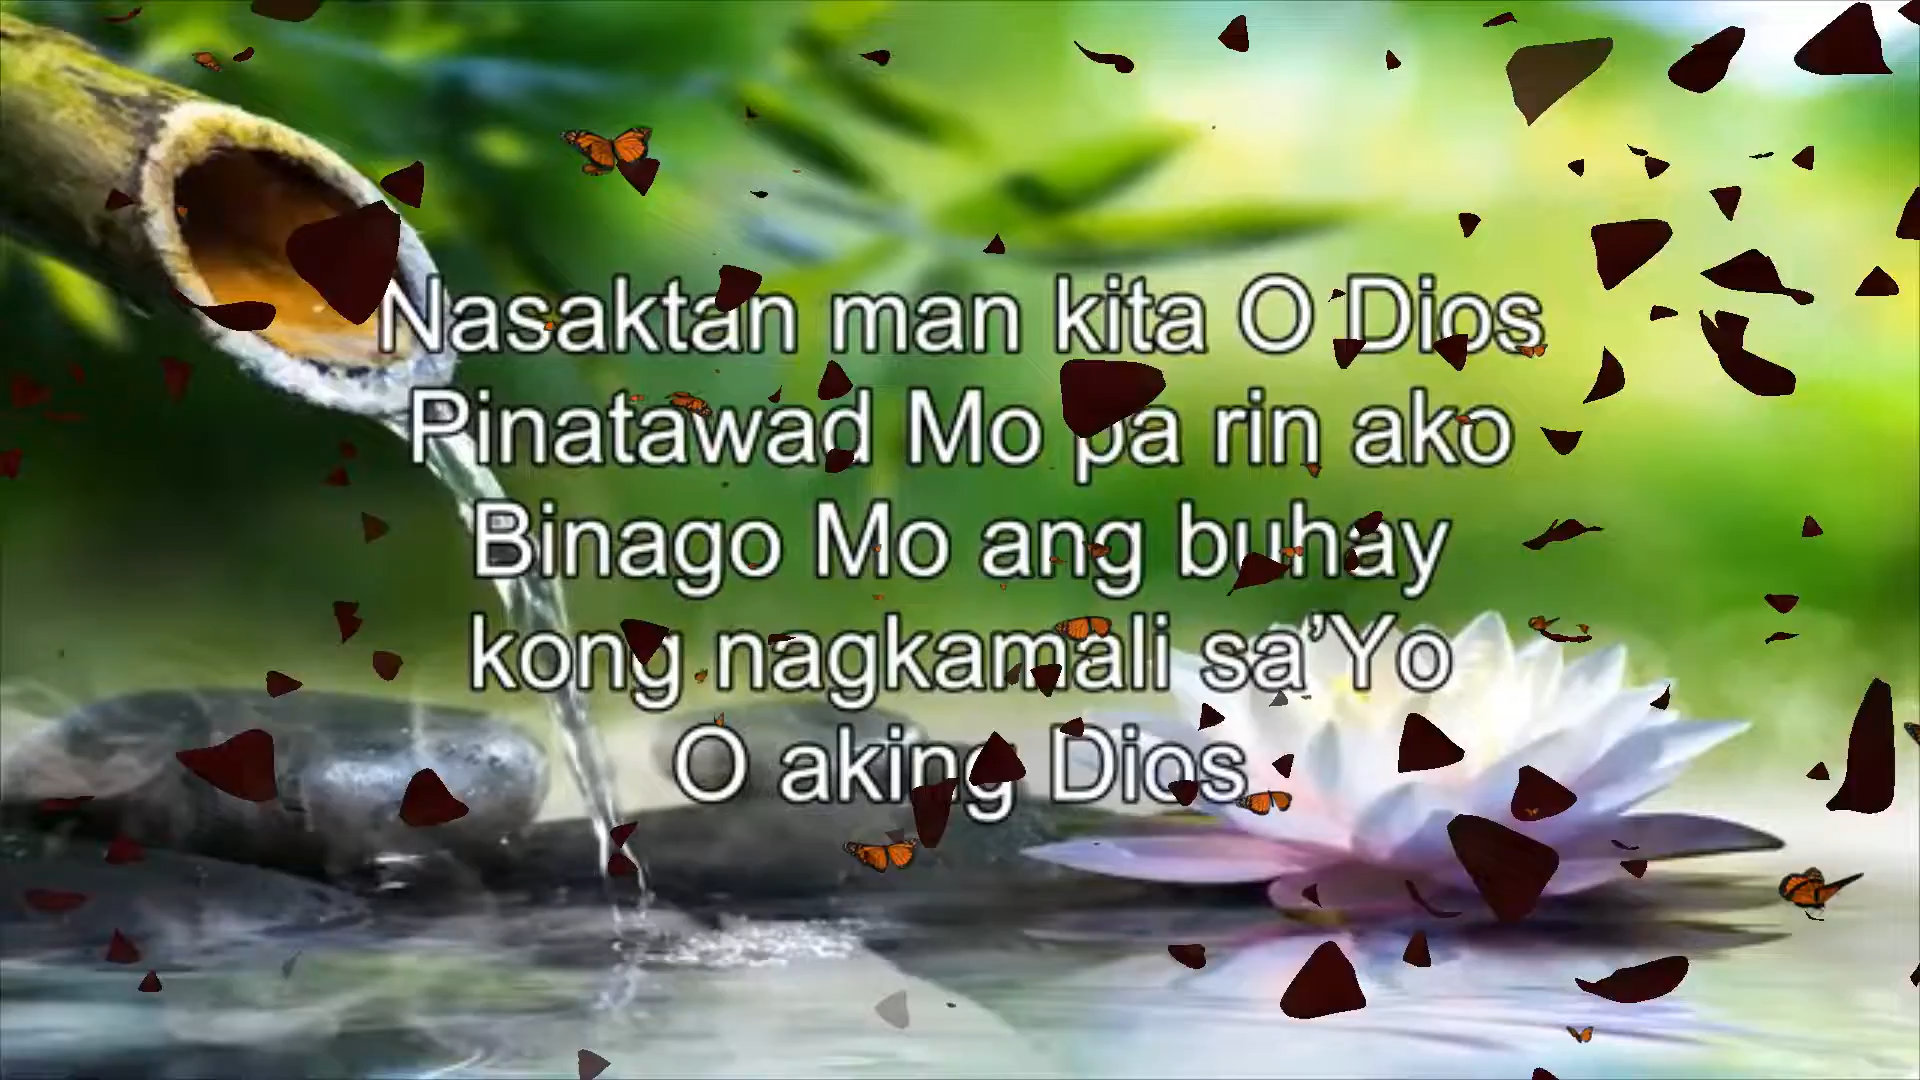 Nasaktan man kita O Dios
Pinatawad Mo pa rin ako
Binago Mo ang buhay
kong nagkamali sa’Yo
O aking Dios